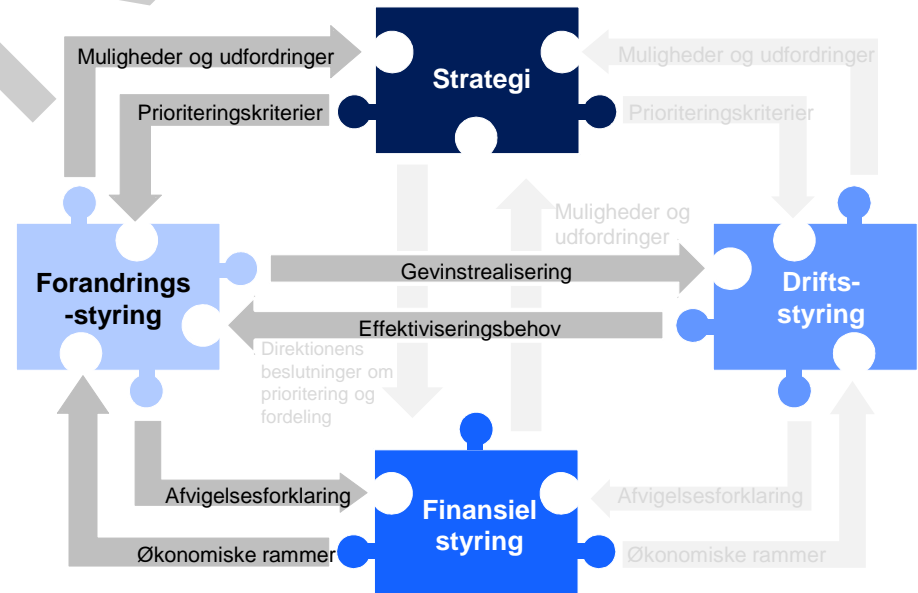 Muligheder og udfordringer
Strategi
Muligheder og udfordringer
Prioriteringskriterier
Prioriteringskriterier
Muligheder og
udfordringer
Forandrings
-styring
Gevinstrealisering
Drifts-
styring
Effektiviseringsbehov
Direktionens
beslutninger om
prioritering og
fordeling
Afvigelsesforklaring
Finansiel
styring
Afvigelsesforklaring
Økonomiske rammer
Økonomiske rammer